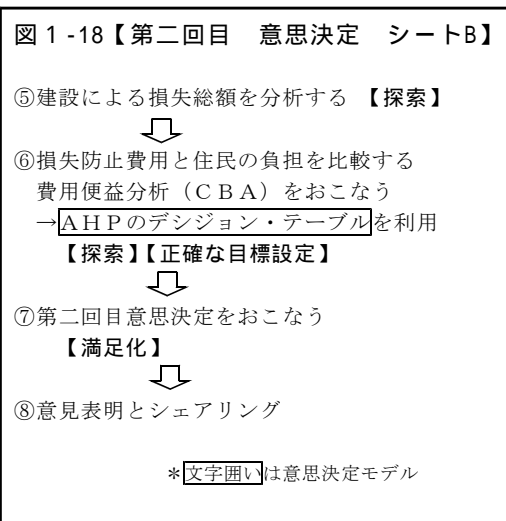 図1-18【第二回目 意思決定 シートB】
⑤建設による損失総額を分析する 【探索】
⑥損失防止費用と住民の負担を比較する
費用便益分析（ＣＢＡ）をおこなう
→ＡＨＰのデシジョン・テーブルを利用
【探索】【正確な目標設定】
⑦第二回目意思決定をおこなう
【満足化】
⑧意見表明とシェアリング
＊文字囲いは意思決定モデル